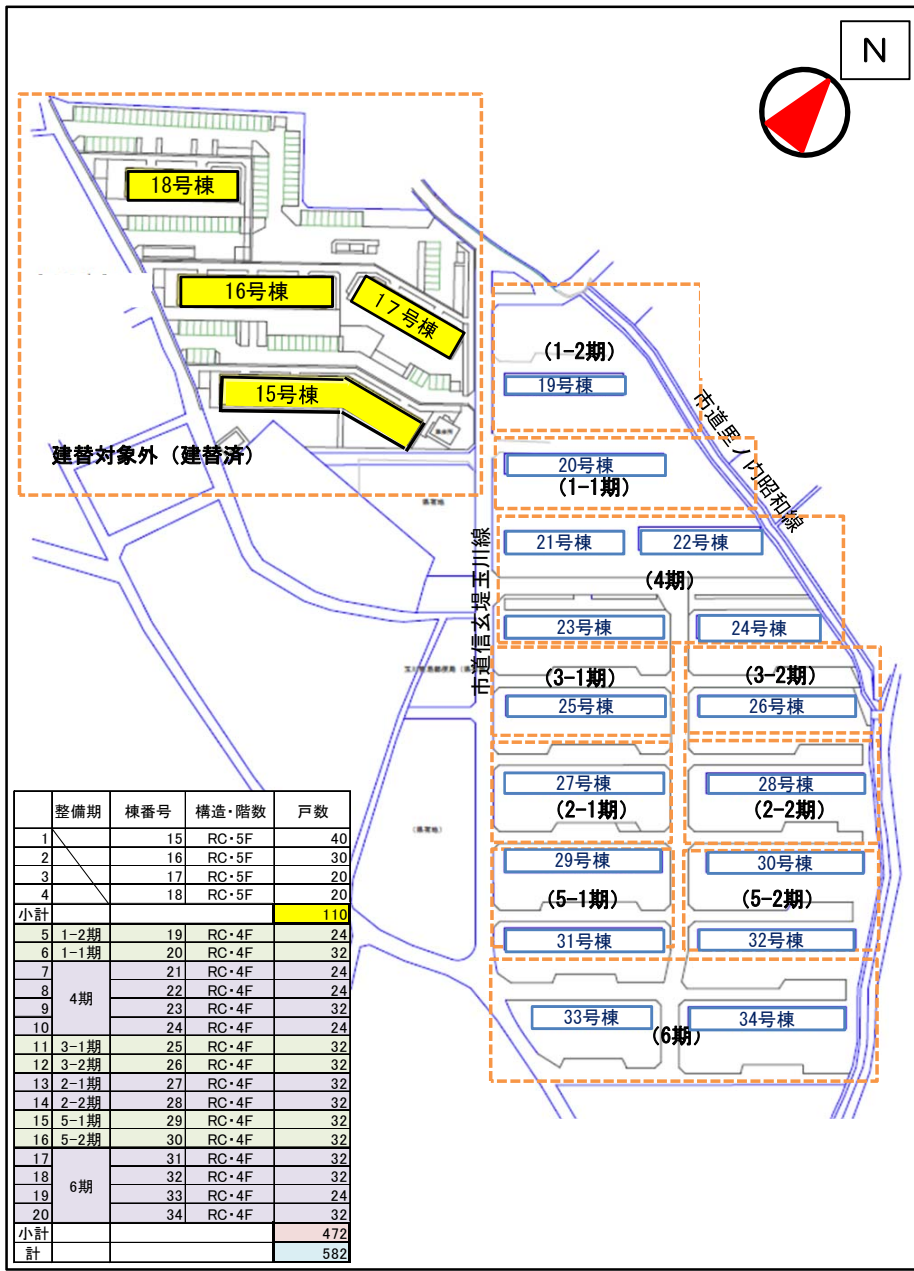 N
18号棟
16号棟
17号棟
15号棟
建替対象外（建替済）
(1-2期)
19号棟
市道里ノ内昭和線
20号棟
(1-1期)
市道信玄堤玉川線
21号棟
22号棟
(4期)
23号棟
24号棟
(3-1期)
(3-2期)
25号棟
26号棟
27号棟
28号棟
(2-1期)
(2-2期)
29号棟
30号棟
(5-1期)
(5-2期)
31号棟
32号棟
33号棟
34号棟
(6期)
整備期 棟番号 構造・階数 戸数
1 15 RC・5F 40
2 16 RC・5F 30
3 17 RC・5F 20
4 18 RC・5F 20
小計 110
5 1-2期 19 RC・4F 24
6 1-1期 20 RC・4F 32
7 21 RC・4F 24
8 22 RC・4F 24
4期
9 23 RC・4F 32
10 24 RC・4F 24
11 3-1期 25 RC・4F 32
12 3-2期 26 RC・4F 32
13 2-1期 27 RC・4F 32
14 2-2期 28 RC・4F 32
15 5-1期 29 RC・4F 32
16 5-2期 30 RC・4F 32
17 31 RC・4F 32
18 32 RC・4F 32
6期
19 33 RC・4F 24
20 34 RC・4F 32
小計 472
計 582